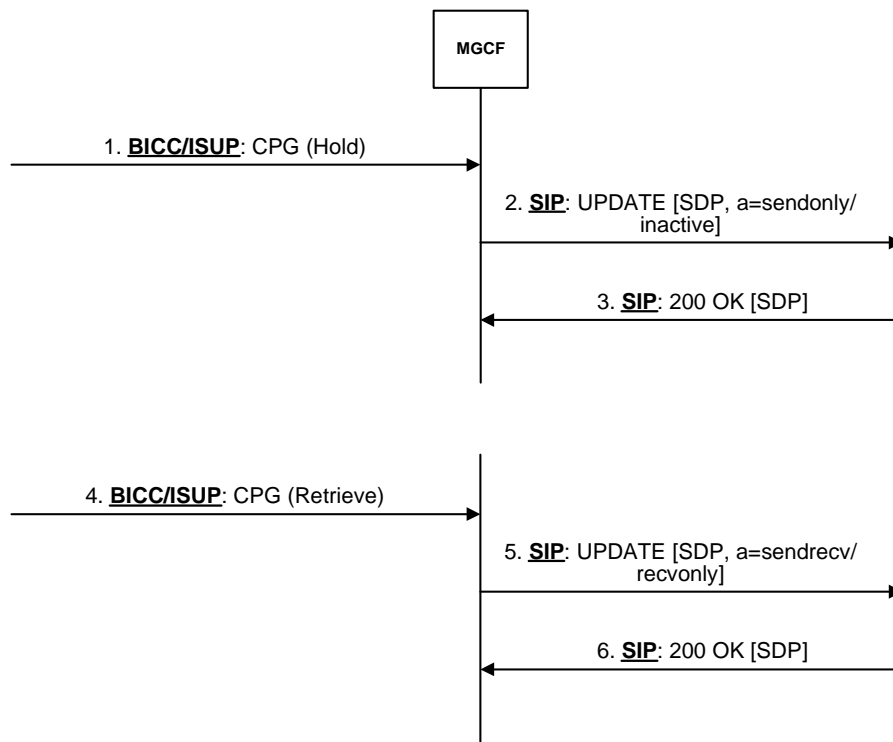 MGCF
1. BICC/ISUP: CPG (Hold)
2. SIP: UPDATE [SDP, a=sendonly/
inactive]
3. SIP: 200 OK [SDP]
4. BICC/ISUP: CPG (Retrieve)
5. SIP: UPDATE [SDP, a=sendrecv/
recvonly]
6. SIP: 200 OK [SDP]